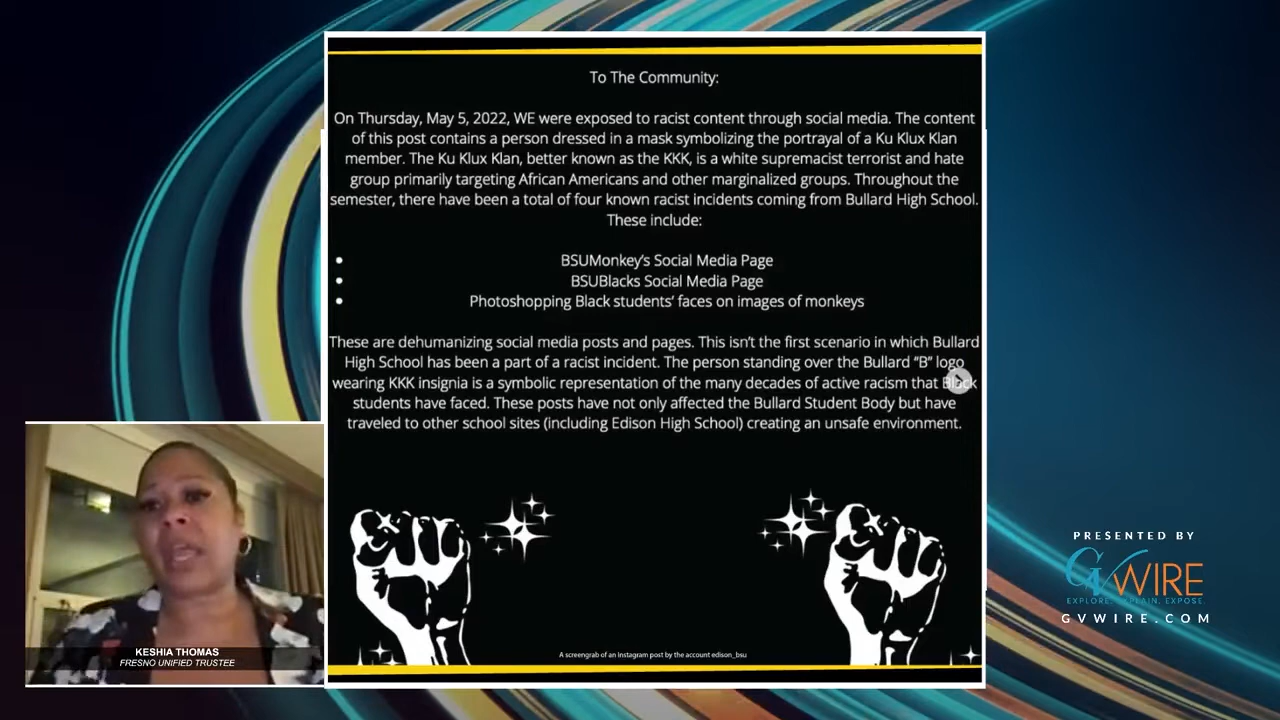 To The Community:
On Thursday, May 5, 2022, WE were exposed to racist content through social media. The content
of this post contains a person dressed in a mask symbolizing the portrayal of a Ku Klux Klan
member. The Ku Klux Klan, better known as the KKK, is a white supremacist terrorist and hate
group primarily targeting African Americans and other marginalized groups. Throughout the
semester, there have been a total of four known racist incidents coming from Bullard High School.
These include:
• BSUMonkey's Social Media Page
• BSUBlacks Social Media Page
• Photoshopping Black students' faces on images of monkeys
These are dehumanizing social media posts and pages. This isn't the first scenario in which Bullard
High School has been a part of a racist incident. The person standing over the Bullard "B" logo
wearing KKK insignia is a symbolic representation of the many decades of active racism that Black
students have faced. These posts have not only affected the Bullard Student Body but have
traveled to other school sites (including Edison High School) creating an unsafe environment.
A screengrab of an Instagram post by the account edison_bsu
KESHIA THOMAS
FRESNO UNIFIED TRUSTEE
PRESENTED BY
GV WIRE
EXPLORE. EXPLAIN. EXPOSE.
GVWIRE.COM